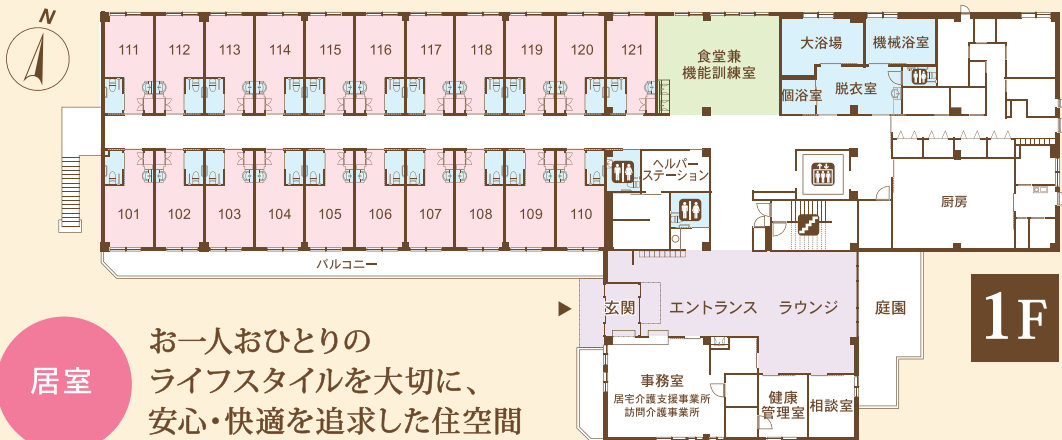 N
111 112 113 114 115 116 117 118 119 120 121
食堂兼
機能訓練室
大浴場
機械浴室
個浴室
脱衣室
101 102 103 104 105 106 107 108 109 110
ヘルパー
ステーション
厨房
バルコニー
玄関
エントランス ラウンジ
庭園
1F
事務室
居宅介護支援事業所
訪問介護事業所
健康
管理室
相談室
居室
お一人おひとりの
ライフスタイルを大切に、
安心・快適を追求した住空間